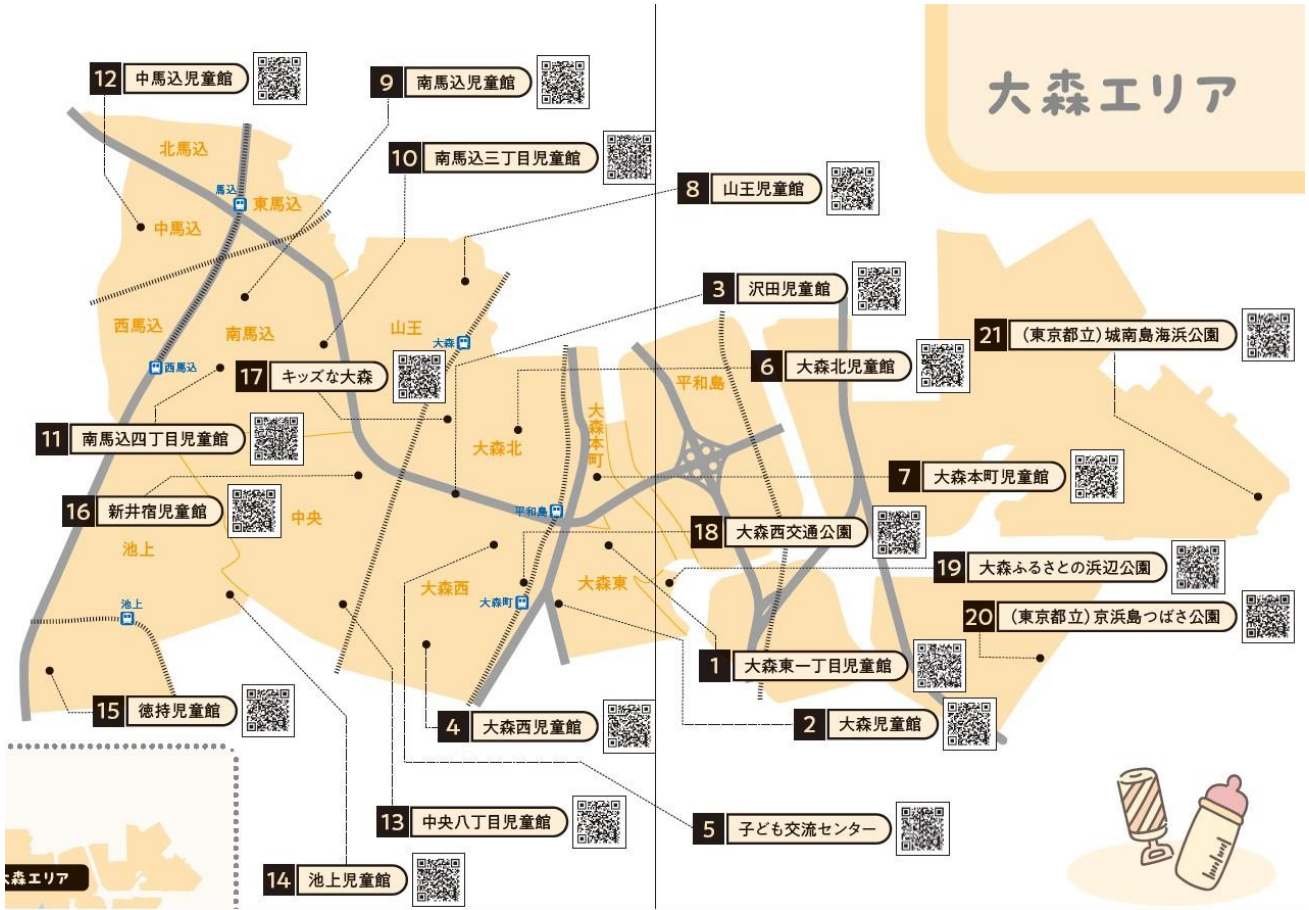 大森エリア
12 中馬込児童館
9 南馬込児童館
10 南馬込三丁目児童館
8 山王児童館
北馬込
馬込
東馬込
中馬込
3 沢田児童館
西馬込
南馬込
山王
大森
21 (東京都立)城南島海浜公園
6 大森北児童館
平和島
西馬込
17 キッズな大森
大森本町
11 南馬込四丁目児童館
大森北
7 大森本町児童館
16 新井宿児童館
中央
平和島
18 大森西交通公園
池上
19 大森ふるさとの浜辺公園
大森西
大森町
大森東
池上
20 (東京都立)京浜島つばさ公園
1 大森東一丁目児童館
15 徳持児童館
4 大森西児童館
2 大森児童館
13 中央八丁目児童館
5 子ども交流センター
14 池上児童館
大森エリア